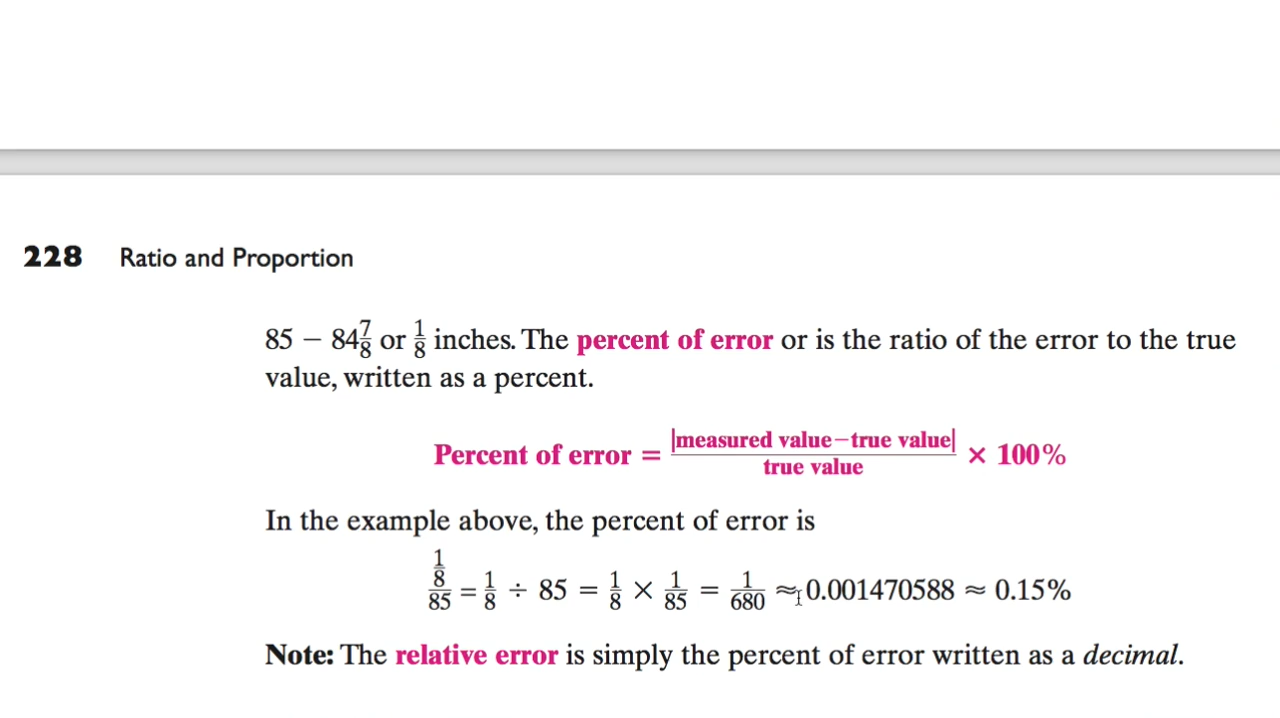 228 Ratio and Proportion
85 − 84 7/8 or 1/8 inches. The percent of error or is the ratio of the error to the true
value, written as a percent.
Percent of error = |measured value−true value| / true value × 100%
In the example above, the percent of error is
1/8 / 85 = 1/8 ÷ 85 = 1/8 × 1/85 = 1/680 ≈ 0.001470588 ≈ 0.15%
Note: The relative error is simply the percent of error written as a decimal.